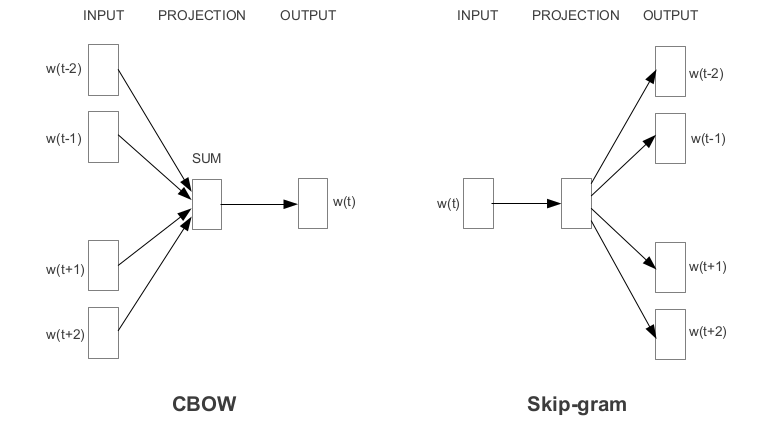 INPUT PROJECTION OUTPUT
w(t-2)
w(t-1)
SUM
w(t)
w(t+1)
w(t+2)
CBOW
INPUT PROJECTION OUTPUT
w(t-2)
w(t-1)
w(t)
w(t+1)
w(t+2)
Skip-gram